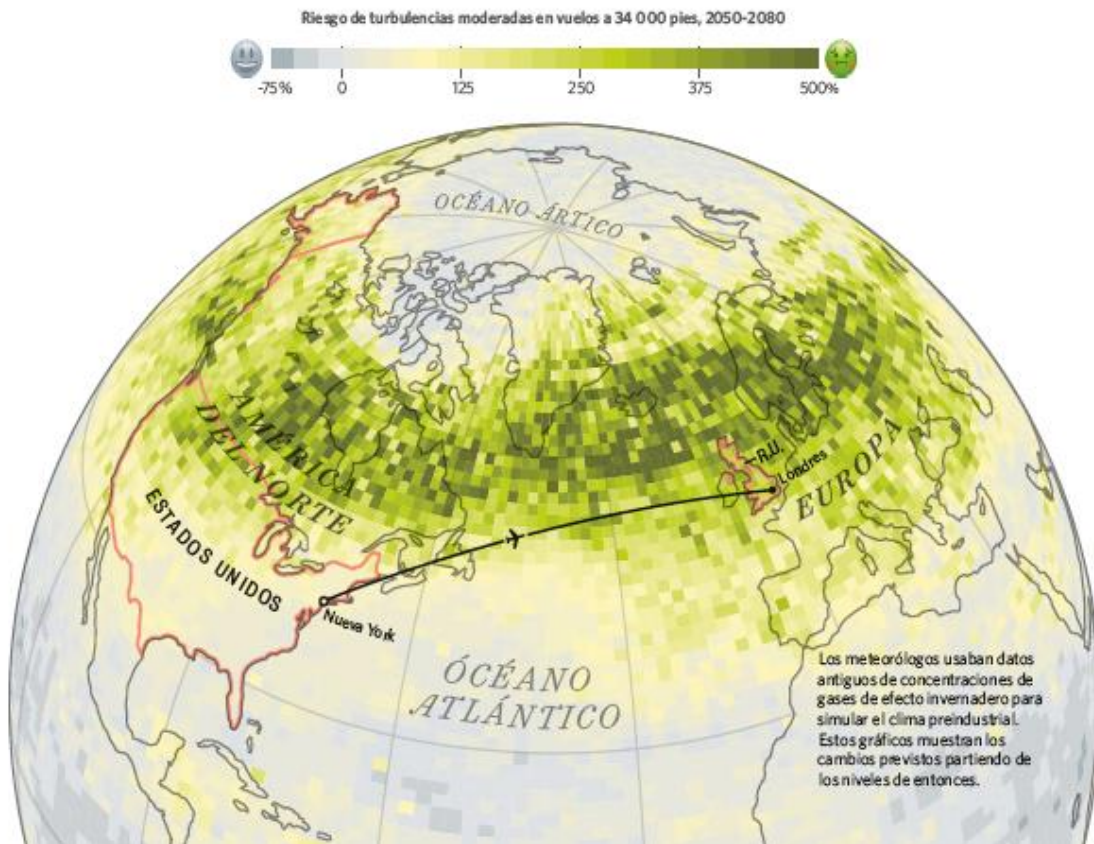 Riesgo de turbulencias moderadas en vuelos a 34 000 pies, 2050-2080
-75% 0 125 250 375 500%
OCÉANO ÁRTICO
AMÉRICA
DEL NORTE
R.U.
Londres
EUROPA
ESTADOS UNIDOS
Nueva York
ÓCÉANO
ATLÁNTICO
Los meteorólogos usaban datos
antiguos de concentraciones de
gases de efecto invernadero para
simular el clima preindustrial.
Estos gráficos muestran los
cambios previstos partiendo de
los niveles de entonces.